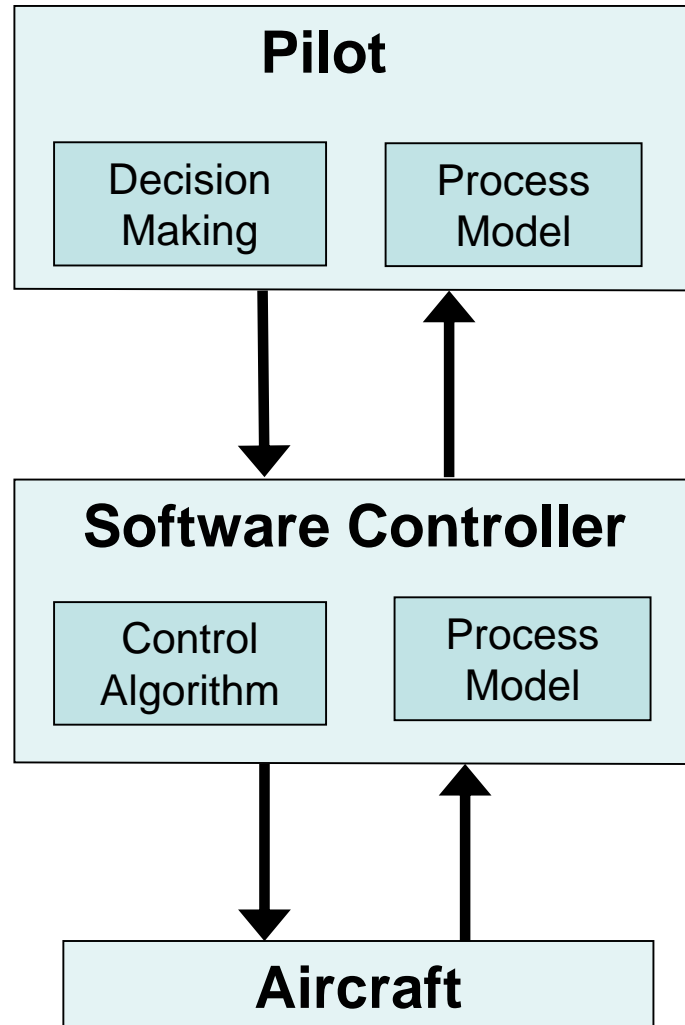 Pilot
Decision
Making
Process
Model
Software Controller
Control
Algorithm
Process
Model
Aircraft